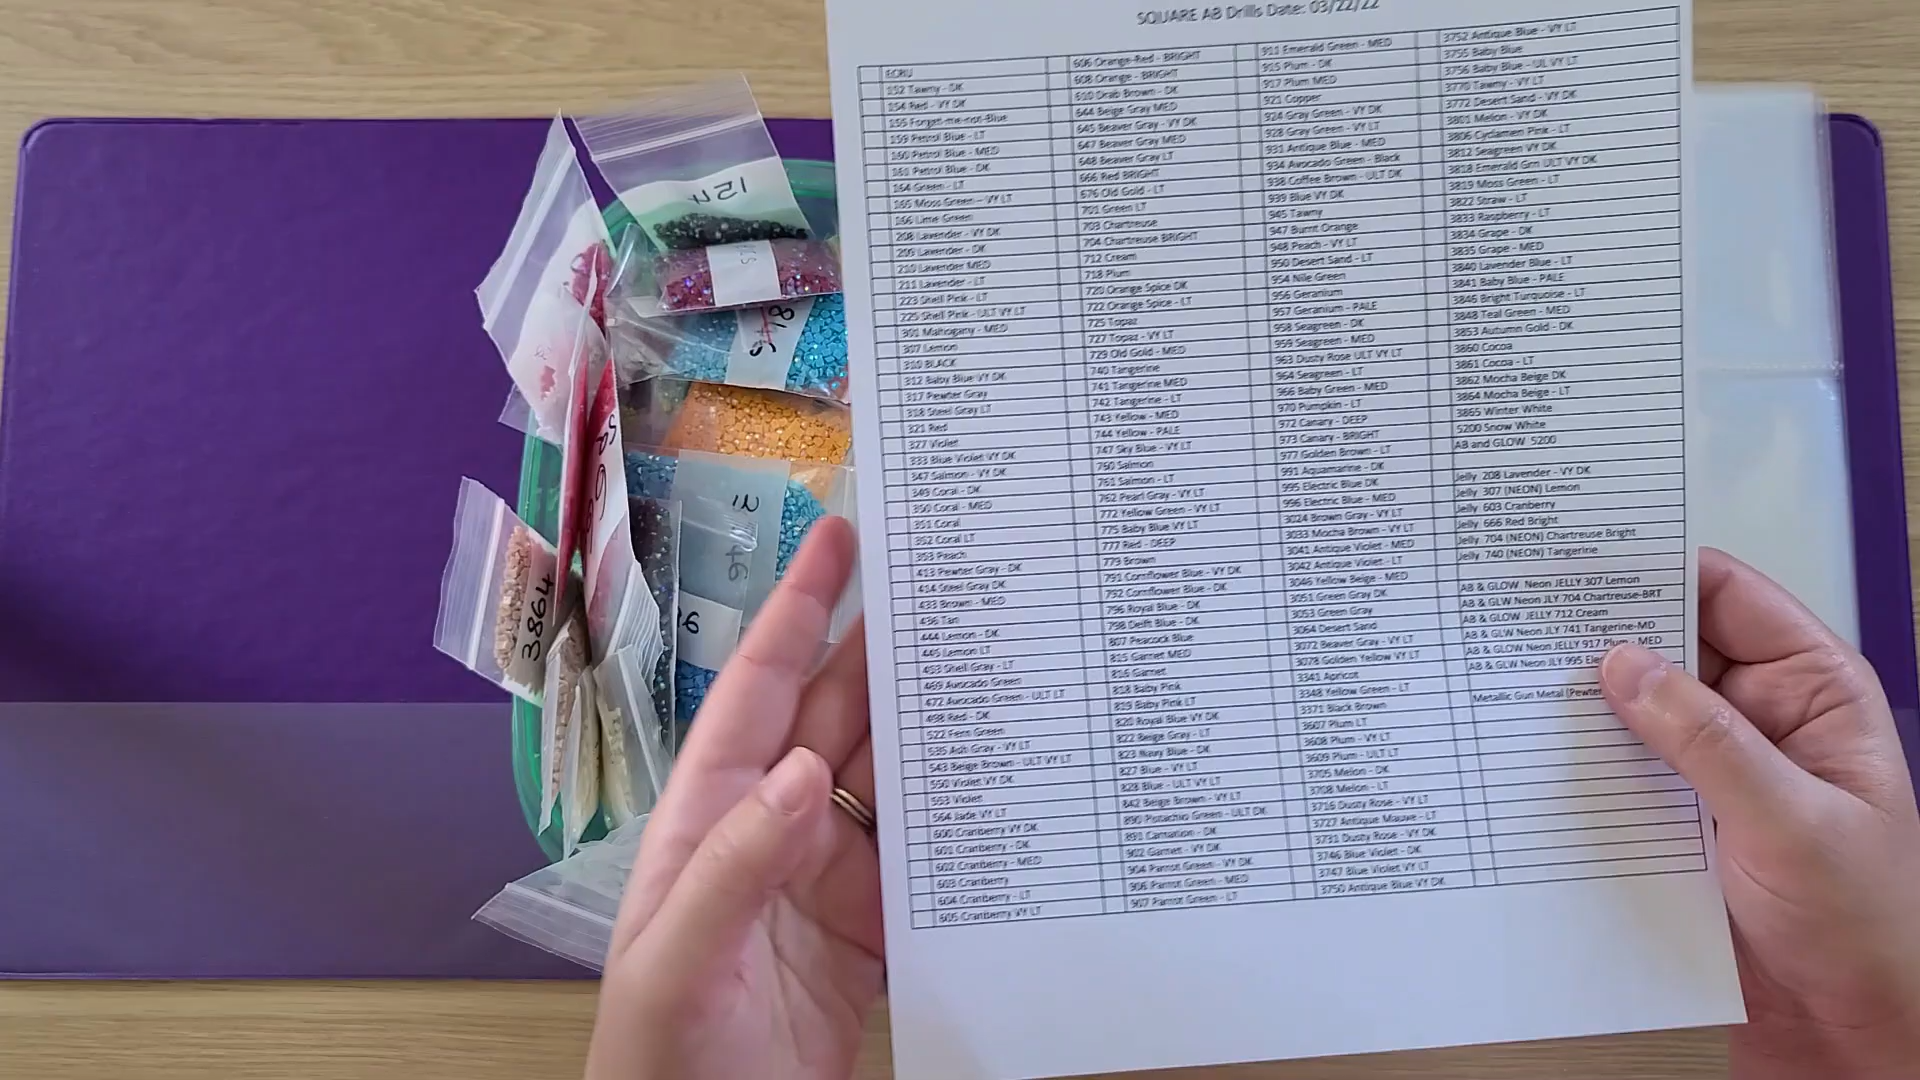 SQUARE AB Drills Date: 03/22/22
ECRU
152 Tawny - DK
154 Red - VY DK
155 Forget-me-not-Blue
159 Petrol Blue - LT
160 Petrol Blue - MED
161 Petrol Blue - DK
164 Green - LT
165 Moss Green - VY LT
166 Lime Green
208 Lavender - VY DK
209 Lavender - DK
210 Lavender MED
211 Lavender - LT
223 Shell Pink - LT
225 Shell Pink - ULT VY LT
301 Mahogany - MED
307 Lemon
310 BLACK
312 Baby Blue VY DK
317 Pewter Gray
318 Steel Gray LT
321 Red
327 Violet
333 Blue Violet VY DK
347 Salmon - VY DK
349 Coral - DK
350 Coral - MED
351 Coral
352 Coral LT
353 Peach
413 Pewter Gray - DK
414 Steel Gray DK
433 Brown - MED
436 Tan
444 Lemon - DK
445 Lemon LT
453 Shell Gray - LT
469 Avocado Green
472 Avocado Green - ULT LT
498 Red - DK
522 Fern Green
535 Ash Gray - VY LT
543 Beige Brown - ULT VY LT
550 Violet VY DK
553 Violet
564 Jade VY LT
600 Cranberry VY DK
601 Cranberry - DK
602 Cranberry - MED
603 Cranberry
604 Cranberry - LT
605 Cranberry VY LT
606 Orange-Red - BRIGHT
608 Orange - BRIGHT
610 Drab Brown - DK
644 Beige Gray MED
645 Beaver Gray - VY DK
647 Beaver Gray MED
648 Beaver Gray LT
666 Red BRIGHT
676 Old Gold - LT
701 Green LT
703 Chartreuse
704 Chartreuse BRIGHT
712 Cream
718 Plum
720 Orange Spice DK
722 Orange Spice - LT
725 Topaz
727 Topaz - VY LT
729 Old Gold - MED
740 Tangerine
741 Tangerine MED
742 Tangerine - LT
743 Yellow - MED
744 Yellow - PALE
747 Sky Blue - VY LT
760 Salmon
761 Salmon - LT
762 Pearl Gray - VY LT
772 Yellow Green - VY LT
775 Baby Blue VY LT
777 Red - DEEP
779 Brown
791 Cornflower Blue - VY DK
792 Cornflower Blue - DK
796 Royal Blue - DK
798 Delft Blue - DK
807 Peacock Blue
815 Garnet MED
816 Garnet
818 Baby Pink
819 Baby Pink LT
820 Royal Blue VY DK
822 Beige Gray - LT
823 Navy Blue - DK
827 Blue - VY LT
828 Blue - ULT VY LT
842 Beige Brown - VY LT
890 Pistachio Green - ULT DK
891 Carnation - DK
902 Garnet - VY DK
904 Parrot Green - VY DK
906 Parrot Green - MED
907 Parrot Green - LT
911 Emerald Green - MED
915 Plum - DK
917 Plum MED
921 Copper
924 Gray Green - VY DK
928 Gray Green - VY LT
931 Antique Blue - MED
934 Avocado Green - Black
938 Coffee Brown - ULT DK
939 Blue VY DK
945 Tawny
947 Burnt Orange
948 Peach - VY LT
950 Desert Sand - LT
954 Nile Green
956 Geranium
957 Geranium - PALE
958 Seagreen - DK
959 Seagreen - MED
963 Dusty Rose ULT VY LT
964 Seagreen - LT
966 Baby Green - MED
970 Pumpkin - LT
972 Canary - DEEP
973 Canary - BRIGHT
977 Golden Brown - LT
991 Aquamarine - DK
995 Electric Blue DK
996 Electric Blue - MED
3024 Brown Gray - VY LT
3033 Mocha Brown - VY LT
3041 Antique Violet - MED
3042 Antique Violet - LT
3046 Yellow Beige - MED
3051 Green Gray DK
3053 Green Gray
3064 Desert Sand
3072 Beaver Gray - VY LT
3078 Golden Yellow VY LT
3341 Apricot
3348 Yellow Green - LT
3371 Black Brown
3607 Plum LT
3608 Plum - VY LT
3609 Plum - ULT LT
3705 Melon - DK
3708 Melon - LT
3716 Dusty Rose - VY LT
3727 Antique Mauve - LT
3731 Dusty Rose - VY DK
3746 Blue Violet - DK
3747 Blue Violet VY LT
3750 Antique Blue VY DK
3752 Antique Blue - VY LT
3755 Baby Blue
3756 Baby Blue - UL VY LT
3770 Tawny - VY LT
3772 Desert Sand - VY DK
3801 Melon - VY DK
3806 Cyclamen Pink - LT
3812 Seagreen VY DK
3818 Emerald Grn ULT VY DK
3819 Moss Green - LT
3822 Straw - LT
3833 Raspberry - LT
3834 Grape - DK
3835 Grape - MED
3840 Lavender Blue - LT
3841 Baby Blue - PALE
3846 Bright Turquoise - LT
3848 Teal Green - MED
3853 Autumn Gold - DK
3860 Cocoa
3861 Cocoa - LT
3862 Mocha Beige DK
3864 Mocha Beige - LT
3865 Winter White
5200 Snow White
AB and GLOW 5200
Jelly 208 Lavender - VY DK
Jelly 307 (NEON) Lemon
Jelly 603 Cranberry
Jelly 666 Red Bright
Jelly 704 (NEON) Chartreuse Bright
Jelly 740 (NEON) Tangerine
AB & GLOW Neon JELLY 307 Lemon
AB & GLW Neon JLY 704 Chartreuse-BRT
AB & GLOW JELLY 712 Cream
AB & GLW Neon JLY 741 Tangerine-MD
AB & GLOW Neon JELLY 917 Plum - MED
AB & GLW Neon JLY 995
Metallic Gun Metal (Pewter
3864